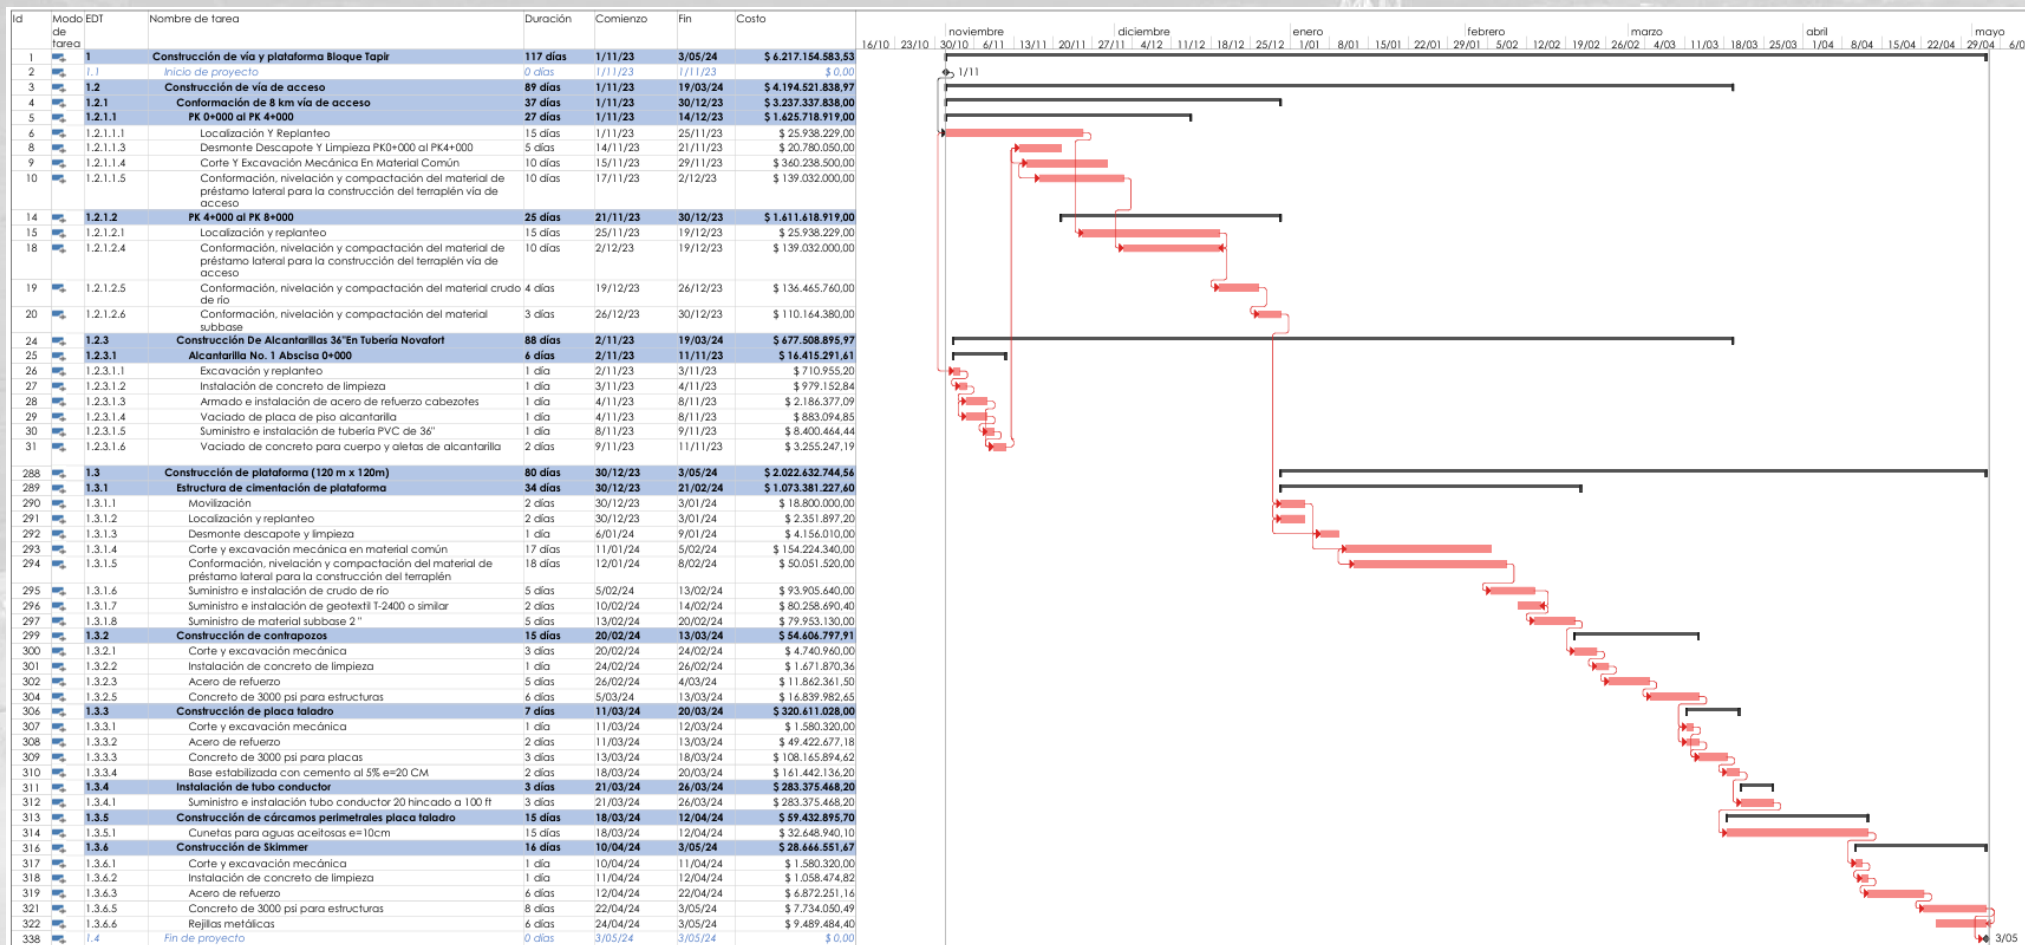 Id Modo de tarea EDT Nombre de tarea Duración Comienzo Fin Costo
noviembre diciembre enero febrero marzo abril mayo
16/10 23/10 30/10 6/11 13/11 20/11 27/11 4/12 11/12 18/12 25/12 1/01 8/01 15/01 22/01 29/01 5/02 12/02 19/02 26/02 4/03 11/03 18/03 25/03 1/04 8/04 15/04 22/04 29/04 6/0
1 1 Construcción de vía y plataforma Bloque Tapir 117 días 1/11/23 3/05/24 $ 6.217.154.583,53
2 1.1 Inicio de proyecto 0 días 1/11/23 1/11/23 $ 0,00 1/11
3 1.2 Construcción de vía de acceso 89 días 1/11/23 19/03/24 $ 4.194.521.838,97
4 1.2.1 Conformación de 8 km vía de acceso 37 días 1/11/23 30/12/23 $ 3.237.337.838,00
5 1.2.1.1 PK 0+000 al PK 4+000 27 días 1/11/23 14/12/23 $ 1.625.718.919,00
6 1.2.1.1.1 Localización Y Replanteo 15 días 1/11/23 25/11/23 $ 25.938.229,00
8 1.2.1.1.3 Desmonte Descapote Y Limpieza PK0+000 al PK4+000 5 días 14/11/23 21/11/23 $ 20.780.050,00
9 1.2.1.1.4 Corte Y Excavación Mecánica En Material Común 10 días 15/11/23 29/11/23 $ 360.238.500,00
10 1.2.1.1.5 Conformación, nivelación y compactación del material de 10 días 17/11/23 2/12/23 $ 139.032.000,00
préstamo lateral para la construcción del terraplén vía de
acceso
14 1.2.1.2 PK 4+000 al PK 8+000 25 días 21/11/23 30/12/23 $ 1.611.618.919,00
15 1.2.1.2.1 Localización y replanteo 15 días 25/11/23 19/12/23 $ 25.938.229,00
18 1.2.1.2.4 Conformación, nivelación y compactación del material de 10 días 2/12/23 19/12/23 $ 139.032.000,00
préstamo lateral para la construcción del terraplén vía de
acceso
19 1.2.1.2.5 Conformación, nivelación y compactación del material crudo 4 días 19/12/23 26/12/23 $ 136.465.760,00
de río
20 1.2.1.2.6 Conformación, nivelación y compactación del material 3 días 26/12/23 30/12/23 $ 110.164.380,00
subbase
24 1.2.3 Construcción De Alcantarillas 36"En Tubería Novafort 88 días 2/11/23 19/03/24 $ 677.508.895,97
25 1.2.3.1 Alcantarilla No. 1 Abscisa 0+000 6 días 2/11/23 11/11/23 $ 16.415.291,61
26 1.2.3.1.1 Excavación y replanteo 1 día 2/11/23 3/11/23 $ 710.955,20
27 1.2.3.1.2 Instalación de concreto de limpieza 1 día 3/11/23 4/11/23 $ 979.152,84
28 1.2.3.1.3 Armado e instalación de acero de refuerzo cabezotes 1 día 4/11/23 8/11/23 $ 2.186.377,09
29 1.2.3.1.4 Vaciado de placa de piso alcantarilla 1 día 4/11/23 8/11/23 $ 883.094,85
30 1.2.3.1.5 Suministro e instalación de tubería PVC de 36" 1 día 8/11/23 9/11/23 $ 8.400.464,44
31 1.2.3.1.6 Vaciado de concreto para cuerpo y aletas de alcantarilla 2 días 9/11/23 11/11/23 $ 3.255.247,19
288 1.3 Construcción de plataforma (120 m x 120m) 80 días 30/12/23 3/05/24 $ 2.022.632.744,56
289 1.3.1 Estructura de cimentación de plataforma 34 días 30/12/23 21/02/24 $ 1.073.381.227,60
290 1.3.1.1 Movilización 2 días 30/12/23 3/01/24 $ 18.800.000,00
291 1.3.1.2 Localización y replanteo 2 días 30/12/23 3/01/24 $ 2.351.897,20
292 1.3.1.3 Desmonte descapote y limpieza 1 día 6/01/24 9/01/24 $ 4.156.010,00
293 1.3.1.4 Corte y excavación mecánica en material común 17 días 11/01/24 5/02/24 $ 154.224.340,00
294 1.3.1.5 Conformación, nivelación y compactación del material de 18 días 12/01/24 8/02/24 $ 50.051.520,00
préstamo lateral para la construcción del terraplén
295 1.3.1.6 Suministro e instalación de crudo de río 5 días 5/02/24 13/02/24 $ 93.905.640,00
296 1.3.1.7 Suministro e instalación de geotextil T-2400 o similar 2 días 10/02/24 14/02/24 $ 80.258.690,40
297 1.3.1.8 Suministro de material subbase 2 " 5 días 13/02/24 20/02/24 $ 79.953.130,00
299 1.3.2 Construcción de contrapozos 15 días 20/02/24 13/03/24 $ 54.606.797,91
300 1.3.2.1 Corte y excavación mecánica 3 días 20/02/24 24/02/24 $ 4.740.960,00
301 1.3.2.2 Instalación de concreto de limpieza 1 día 24/02/24 26/02/24 $ 1.671.870,36
302 1.3.2.3 Acero de refuerzo 5 días 26/02/24 4/03/24 $ 11.862.361,50
304 1.3.2.5 Concreto de 3000 psi para estructuras 6 días 5/03/24 13/03/24 $ 16.839.982,65
306 1.3.3 Construcción de placa taladro 7 días 11/03/24 20/03/24 $ 320.611.028,00
307 1.3.3.1 Corte y excavación mecánica 1 día 11/03/24 12/03/24 $ 1.580.320,00
308 1.3.3.2 Acero de refuerzo 2 días 11/03/24 13/03/24 $ 49.422.677,18
309 1.3.3.3 Concreto de 3000 psi para placas 3 días 13/03/24 18/03/24 $ 108.165.894,62
310 1.3.3.4 Base estabilizada con cemento al 5% e=20 CM 2 días 18/03/24 20/03/24 $ 161.442.136,20
311 1.3.4 Instalación de tubo conductor 3 días 21/03/24 26/03/24 $ 283.375.468,20
312 1.3.4.1 Suministro e instalación tubo conductor 20 hincado a 100 ft 3 días 21/03/24 26/03/24 $ 283.375.468,20
313 1.3.5 Construcción de cárcamos perimetrales placa taladro 15 días 18/03/24 12/04/24 $ 59.432.895,70
314 1.3.5.1 Cunetas para aguas aceitosas e=10cm 15 días 18/03/24 12/04/24 $ 32.648.940,10
316 1.3.6 Construcción de Skimmer 16 días 10/04/24 3/05/24 $ 28.666.551,67
317 1.3.6.1 Corte y excavación mecánica 1 día 10/04/24 11/04/24 $ 1.580.320,00
318 1.3.6.2 Instalación de concreto de limpieza 1 día 11/04/24 12/04/24 $ 1.058.474,82
319 1.3.6.3 Acero de refuerzo 6 días 12/04/24 22/04/24 $ 6.872.251,16
321 1.3.6.5 Concreto de 3000 psi para estructuras 8 días 22/04/24 3/05/24 $ 7.734.050,49
322 1.3.6.6 Rejillas metálicas 6 días 24/04/24 3/05/24 $ 9.489.484,40
338 1.4 Fin de proyecto 0 días 3/05/24 3/05/24 $ 0,00 3/05